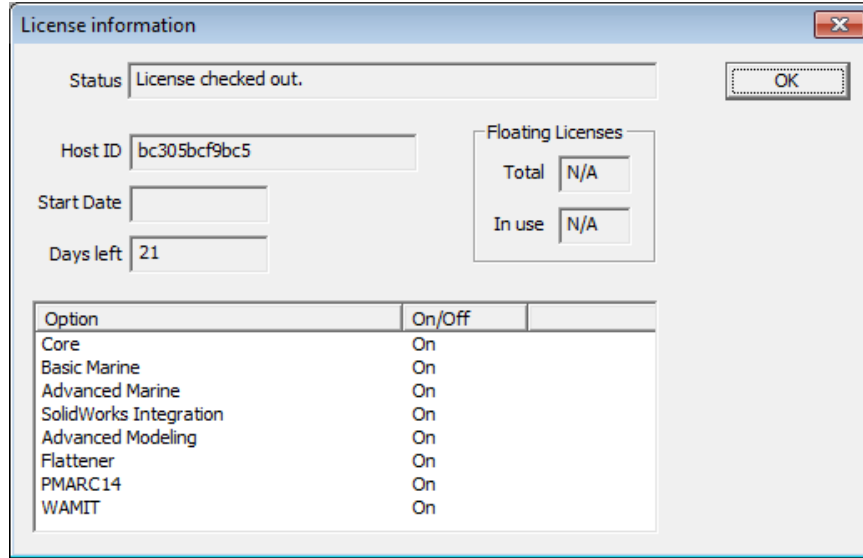 License information
Status License checked out.
OK
Host ID bc305bcf9bc5
Floating Licenses
Total N/A
Start Date
In use N/A
Days left 21
Option On/Off
Core On
Basic Marine On
Advanced Marine On
SolidWorks Integration On
Advanced Modeling On
Flattener On
PMARC14 On
WAMIT On